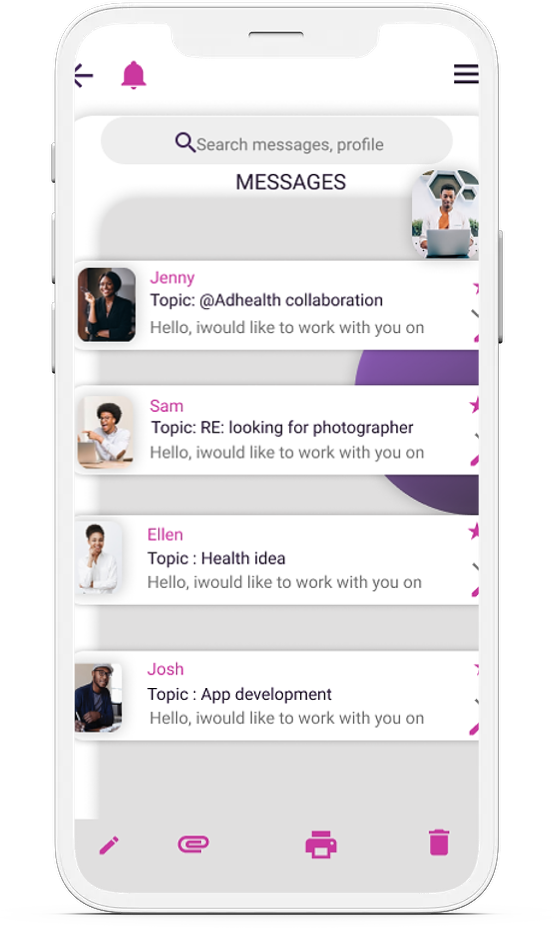 Search messages, profile
MESSAGES
Jenny
Topic: @Adhealth collaboration
Hello, iwould like to work with you on
Sam
Topic: RE: looking for photographer
Hello, iwould like to work with you on
Ellen
Topic : Health idea
Hello, iwould like to work with you on
Josh
Topic : App development
Hello, iwould like to work with you on